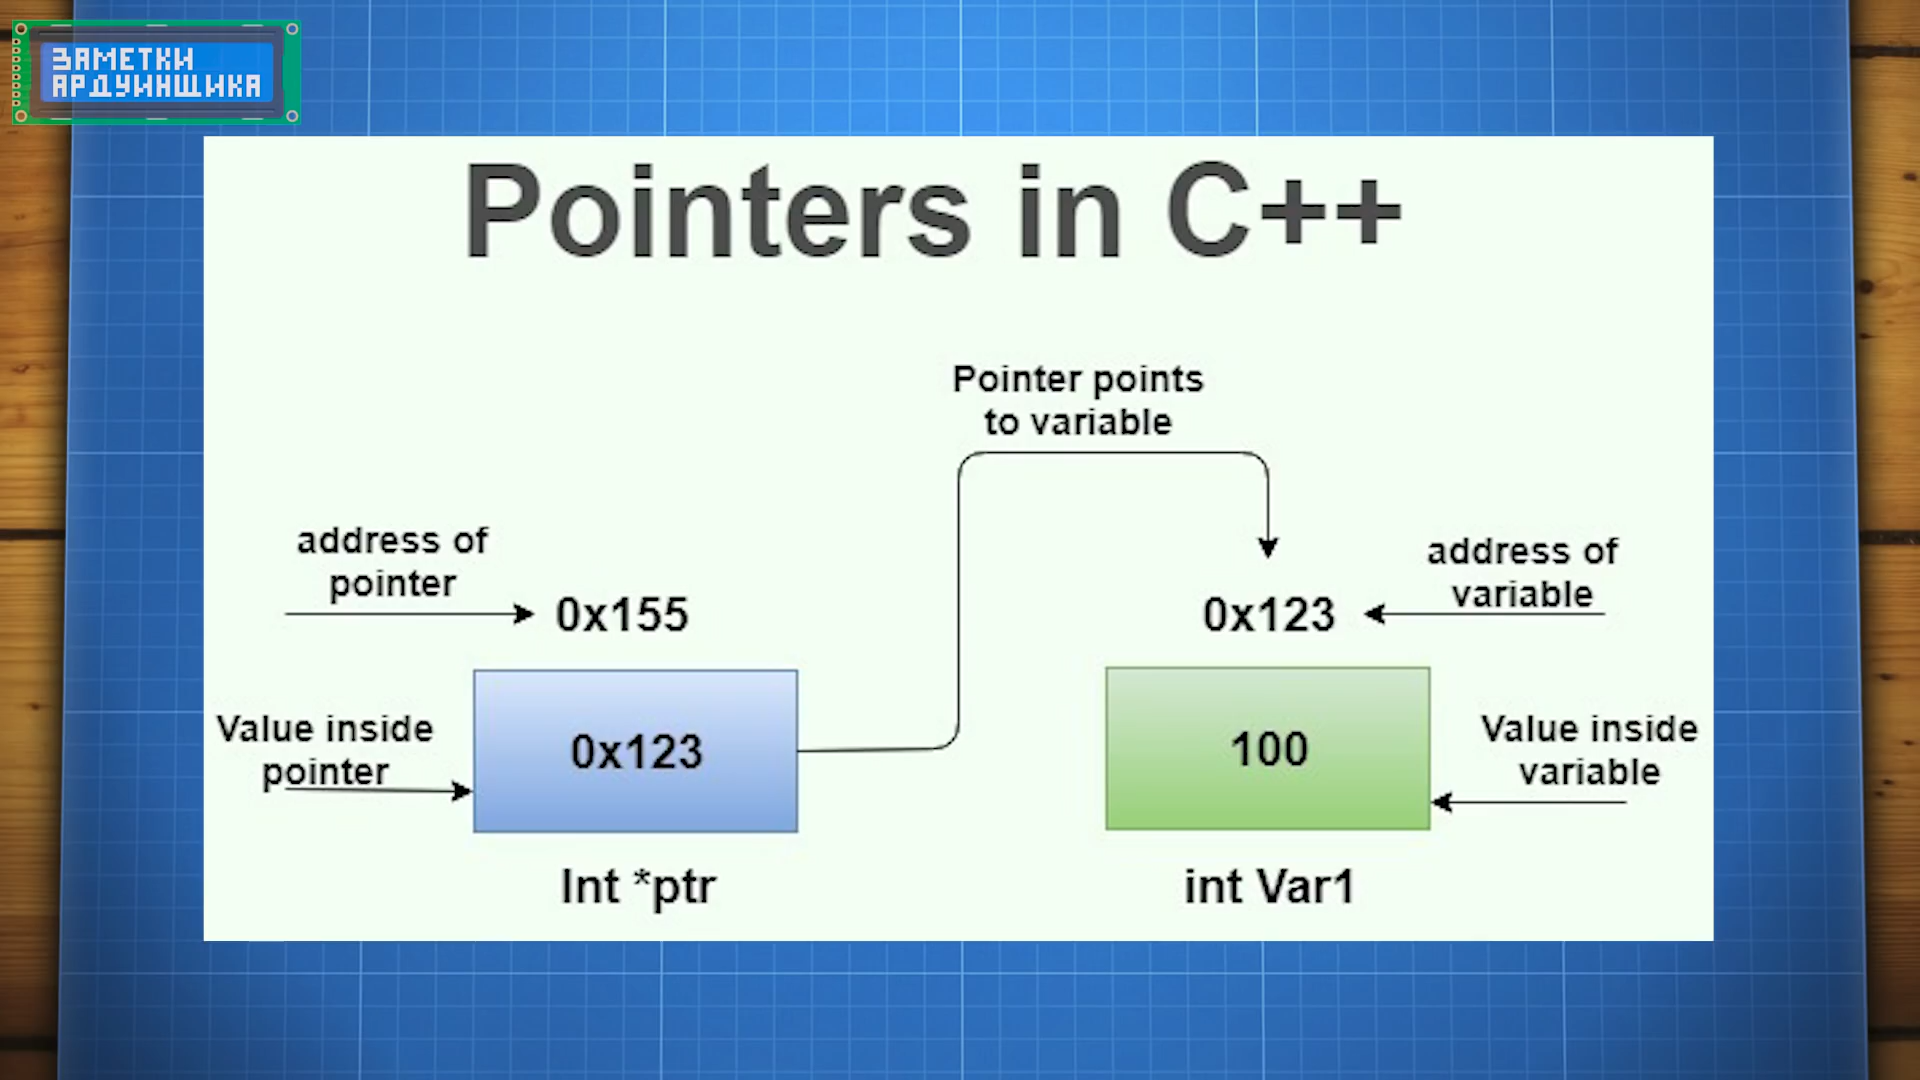 ЗАМЕТКИ
АРДУИНЩИКА
Pointers in C++
Pointer points
to variable
address of
pointer
0x155
0x123
address of
variable
Value inside
pointer
0x123
100
Value inside
variable
Int *ptr
int Var1